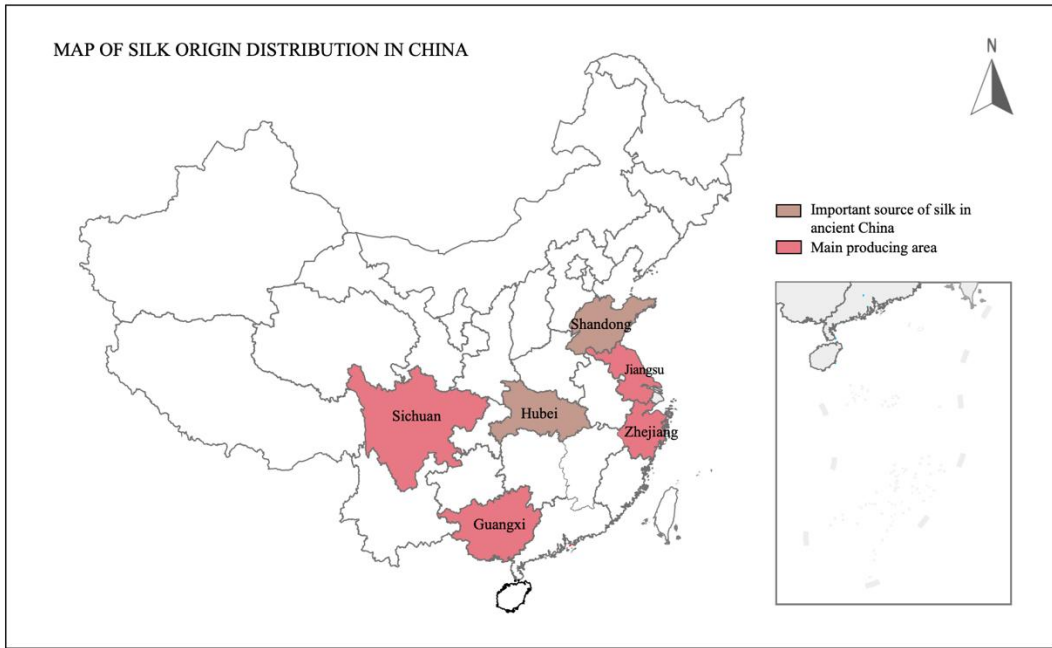 MAP OF SILK ORIGIN DISTRIBUTION IN CHINA
N
Important source of silk in
ancient China
Main producing area
Shandong
Jiangsu
Sichuan
Hubei
Zhejiang
Guangxi